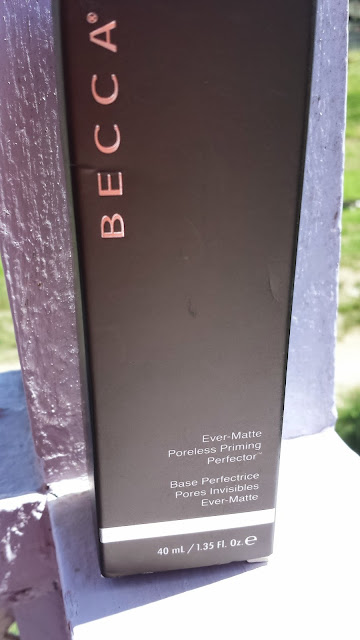 BECCA®
Ever-Matte
Poreless Priming
Perfector™
Base Perfectrice
Pores Invisibles
Ever-Matte
40 mL / 1.35 Fl. Oz. ℮